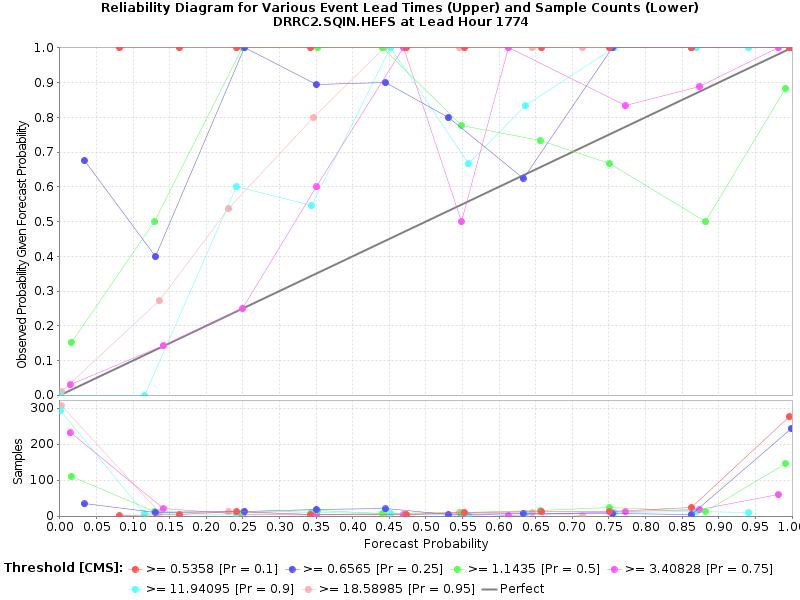 Reliability Diagram for Various Event Lead Times (Upper) and Sample Counts (Lower)
DRRC2.SQIN.HEFS at Lead Hour 1774
Observed Probability Given Forecast Probability
1.0
0.9
0.8
0.7
0.6
0.5
0.4
0.3
0.2
0.1
0.0
Samples
300
200
100
0
0.00 0.05 0.10 0.15 0.20 0.25 0.30 0.35 0.40 0.45 0.50 0.55 0.60 0.65 0.70 0.75 0.80 0.85 0.90 0.95 1.0
Forecast Probability
Threshold [CMS]: >= 0.5358 [Pr = 0.1] >= 0.6565 [Pr = 0.25] >= 1.1435 [Pr = 0.5] >= 3.40828 [Pr = 0.75]
>= 11.94095 [Pr = 0.9] >= 18.58985 [Pr = 0.95] Perfect